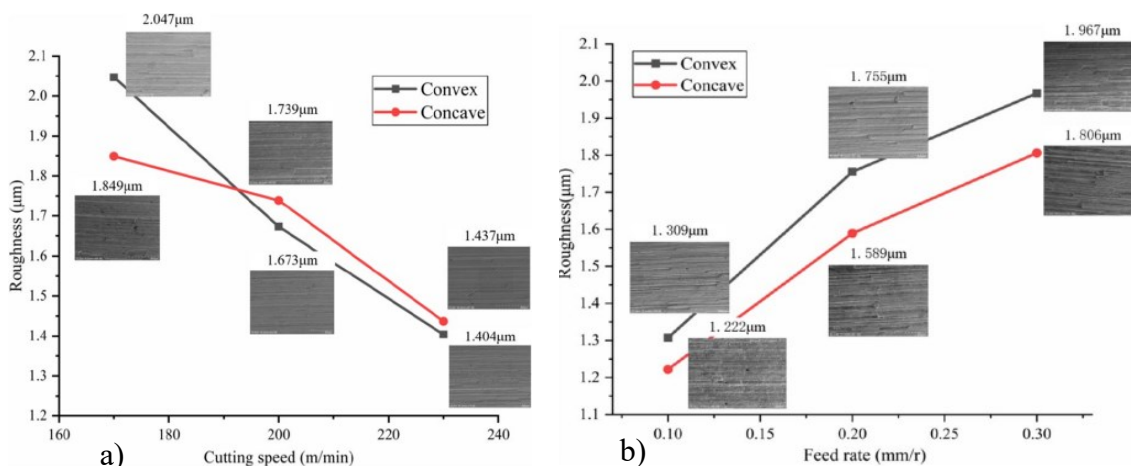 2.047μm
2.1
2.0
1.9
1.8
1.7
1.6
1.5
1.4
1.3
1.2
Roughness (μm)
Convex
Concave
1.739μm
1.849μm
1.673μm
1.437μm
1.404μm
160 180 200 220 240
a)
Cutting speed (m/min)
2.1
2.0
1.9
1.8
1.7
1.6
1.5
1.4
1.3
1.2
1.1
Roughness(μm)
Convex
Concave
1. 967μm
1. 755μm
1. 806μm
1. 309μm
1. 589μm
1. 222μm
0.10 0.15 0.20 0.25 0.30
b)
Feed rate (mm/r)